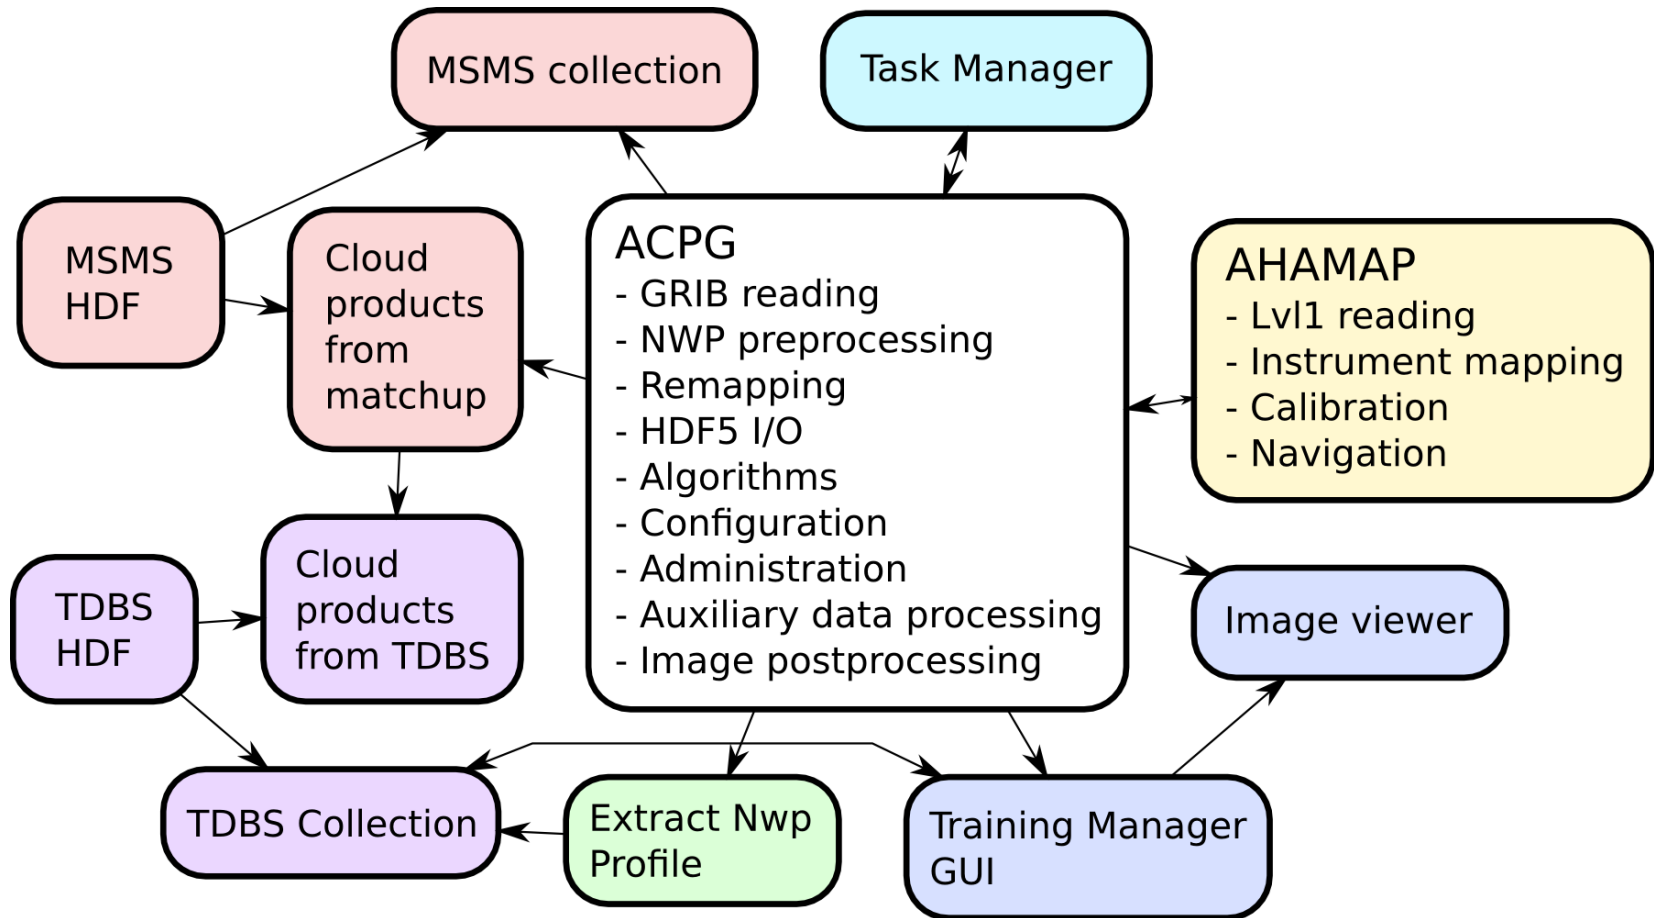 MSMS collection
Task Manager
MSMS
HDF
Cloud
products
from
matchup
ACPG
- GRIB reading
- NWP preprocessing
- Remapping
- HDF5 I/O
- Algorithms
- Configuration
- Administration
- Auxiliary data processing
- Image postprocessing
AHAMAP
- Lvl1 reading
- Instrument mapping
- Calibration
- Navigation
TDBS
HDF
Cloud
products
from TDBS
Image viewer
TDBS Collection
Extract Nwp
Profile
Training Manager
GUI